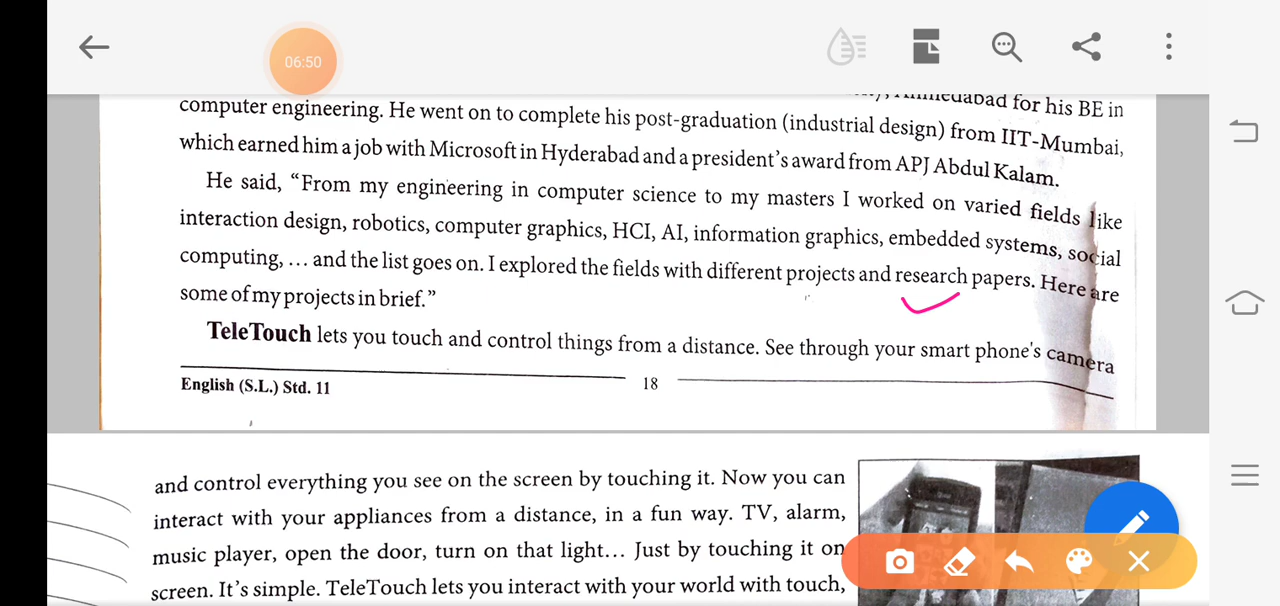 06:50
Ahmedabad for his BE in
computer engineering. He went on to complete his post-graduation (industrial design) from IIT-Mumbai,
which earned him a job with Microsoft in Hyderabad and a president's award from APJ Abdul Kalam.
He said, “From my engineering in computer science to my masters I worked on varied fields like
interaction design, robotics, computer graphics, HCI, AI, information graphics, embedded systems, social
computing, … and the list goes on. I explored the fields with different projects and research papers. Here are
some of my projects in brief.”
TeleTouch lets you touch and control things from a distance. See through your smart phone's camera
English (S.L.) Std. 11
18
and control everything you see on the screen by touching it. Now you can
interact with your appliances from a distance, in a fun way. TV, alarm,
music player, open the door, turn on that light… Just by touching it on
screen. It's simple. TeleTouch lets you interact with your world with touch,